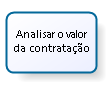 Analisar o valor
da contratação